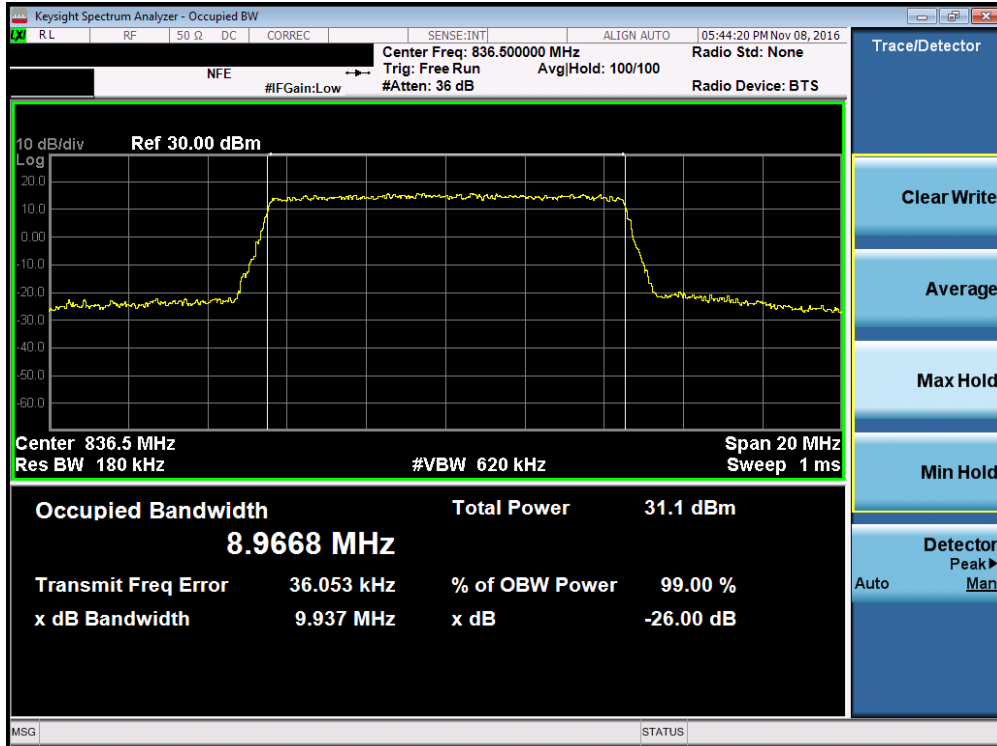 Keysight Spectrum Analyzer - Occupied BW
LXI RL RF 50 Ω DC CORREC SENSE:INT ALIGN AUTO 05:44:20 PM Nov 08, 2016
Center Freq: 836.500000 MHz Radio Std: None
NFE Trig: Free Run Avg|Hold: 100/100
#IFGain:Low #Atten: 36 dB Radio Device: BTS
10 dB/div Ref 30.00 dBm
Log
20.0
10.0
0.00
-10.0
-20.0
-30.0
-40.0
-50.0
-60.0
Center 836.5 MHz Span 20 MHz
Res BW 180 kHz #VBW 620 kHz Sweep 1 ms
Occupied Bandwidth Total Power 31.1 dBm
8.9668 MHz
Transmit Freq Error 36.053 kHz % of OBW Power 99.00 %
x dB Bandwidth 9.937 MHz x dB -26.00 dB
MSG STATUS
Trace/Detector
Clear Write
Average
Max Hold
Min Hold
Detector
Peak▶
Auto Man